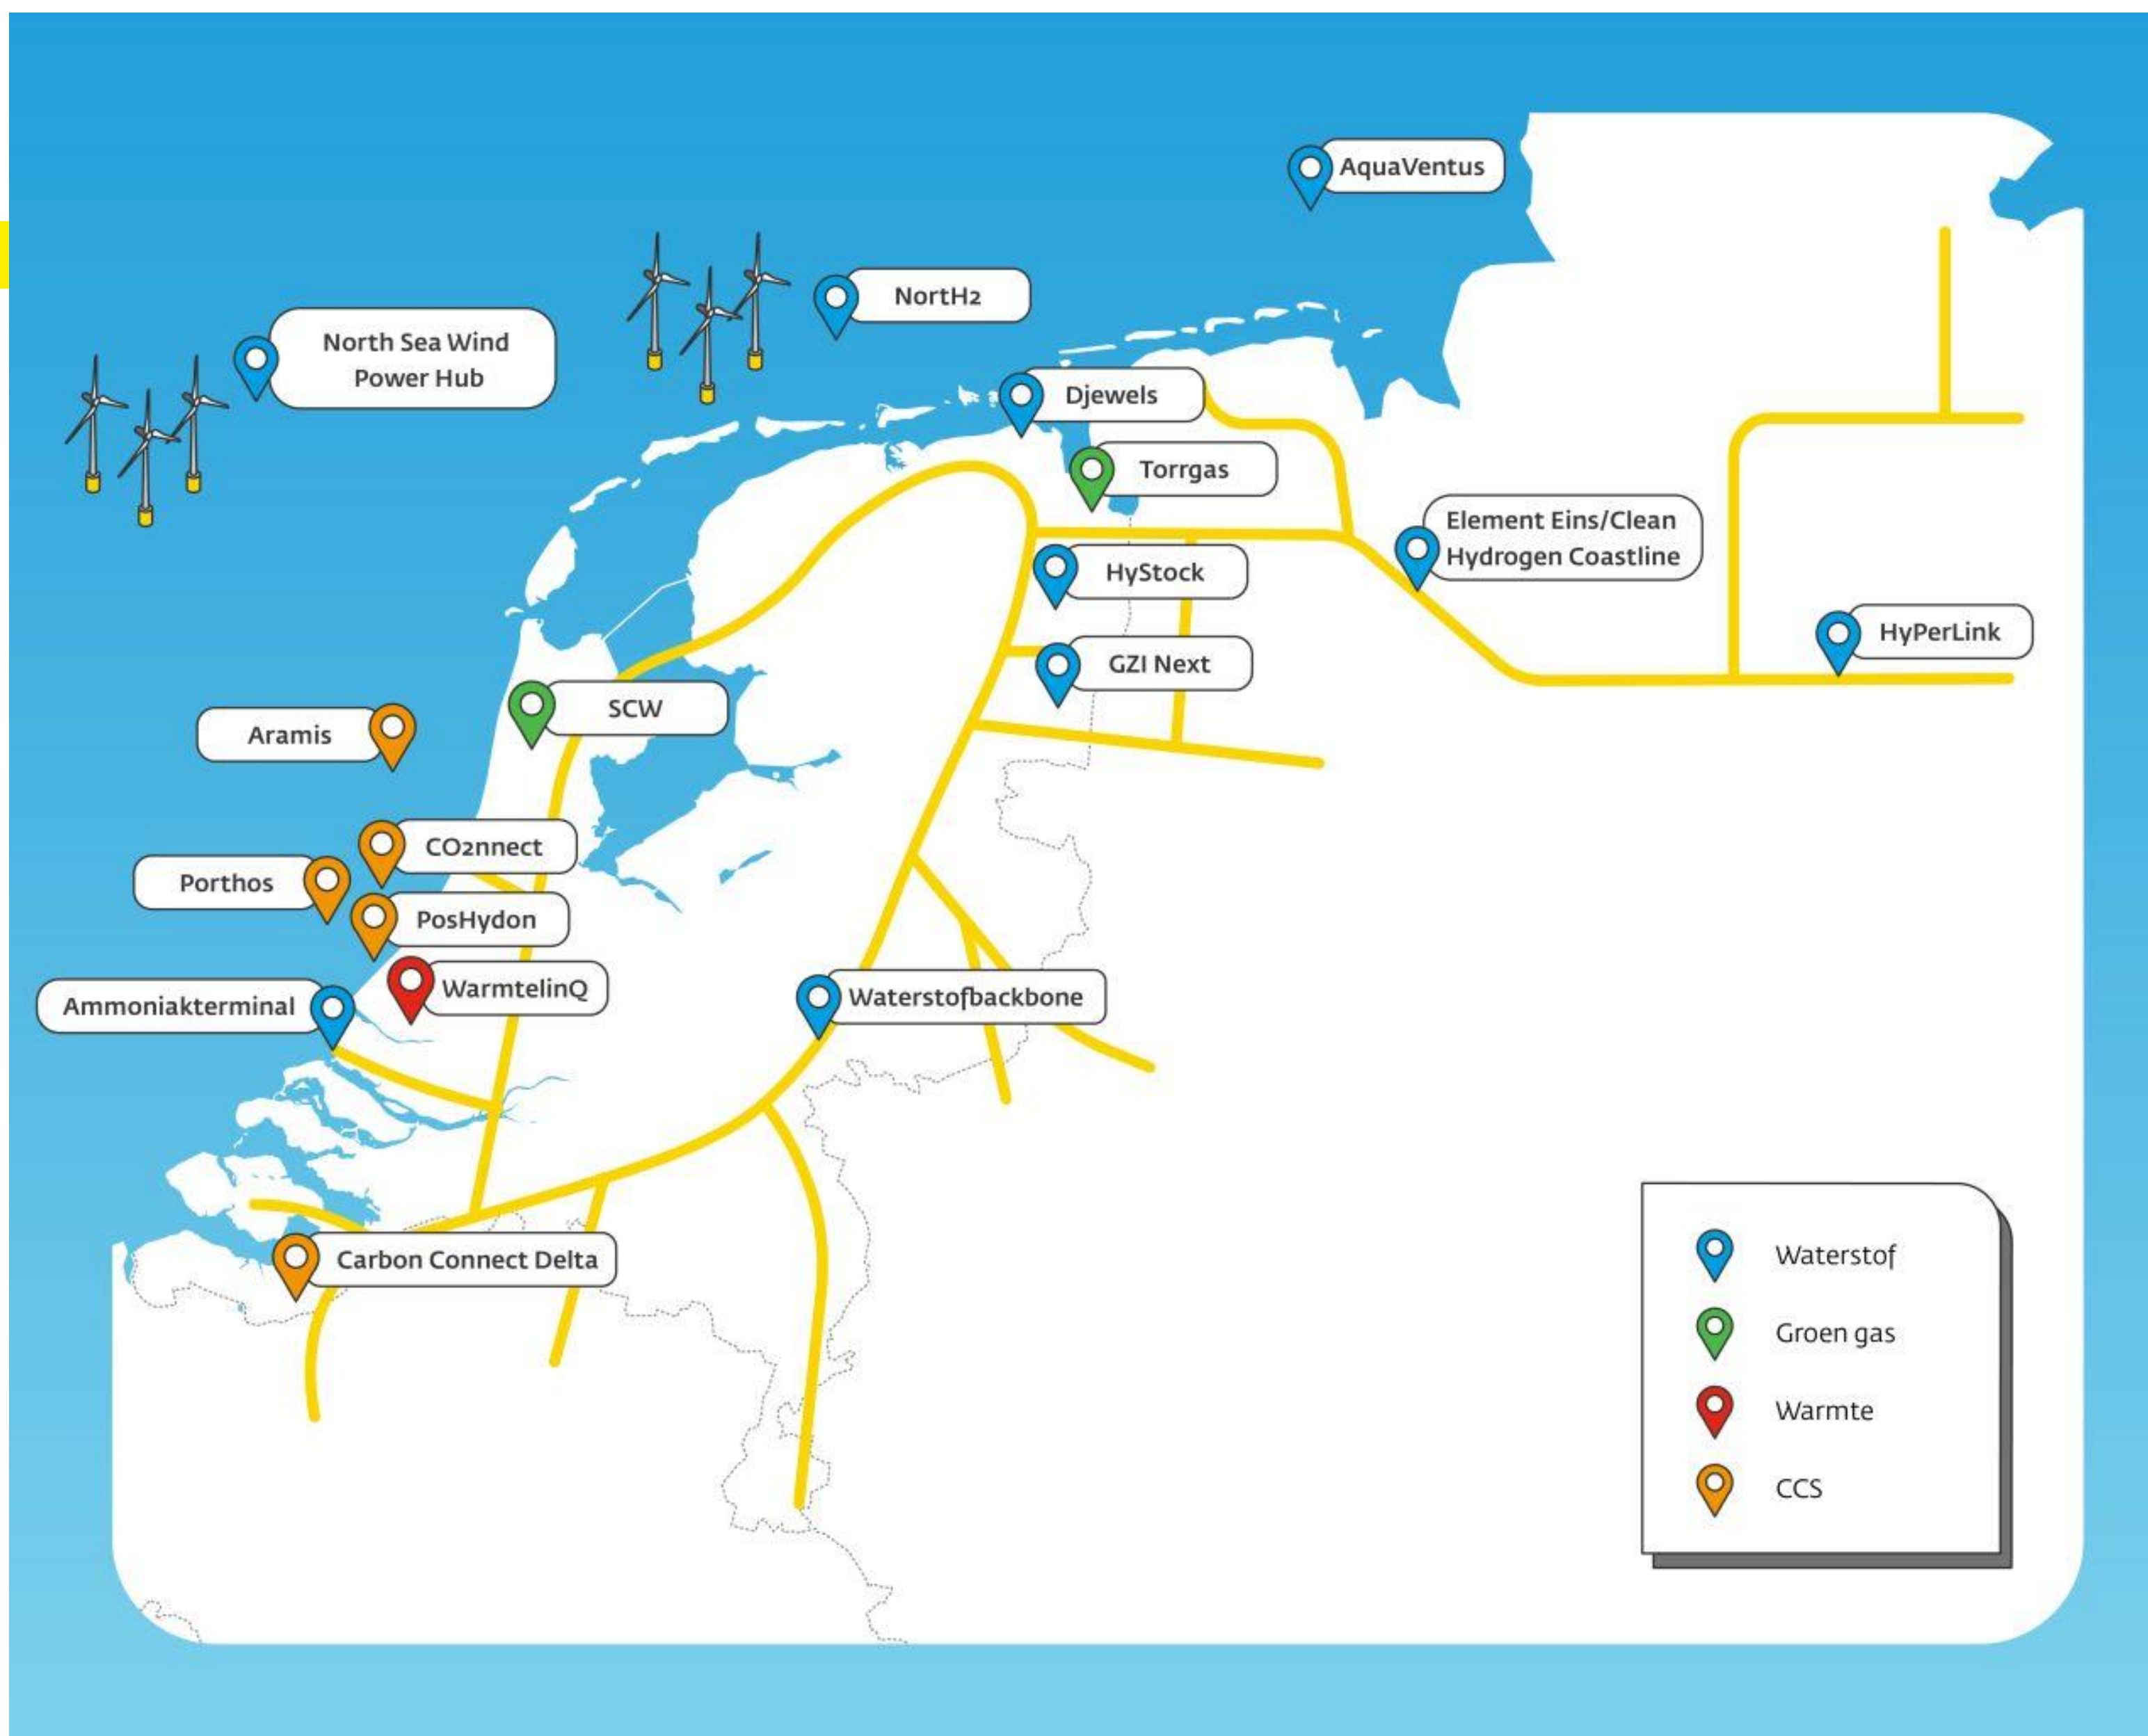 AquaVentus
NortH2
North Sea Wind
Power Hub
Djewels
Torrgas
Element Eins/Clean
Hydrogen Coastline
HyStock
HyPerLink
GZI Next
SCW
Aramis
CO2nnect
Porthos
PosHydon
WarmtelinQ
Waterstofbackbone
Ammoniakterminal
Carbon Connect Delta
Waterstof
Groen gas
Warmte
CCS